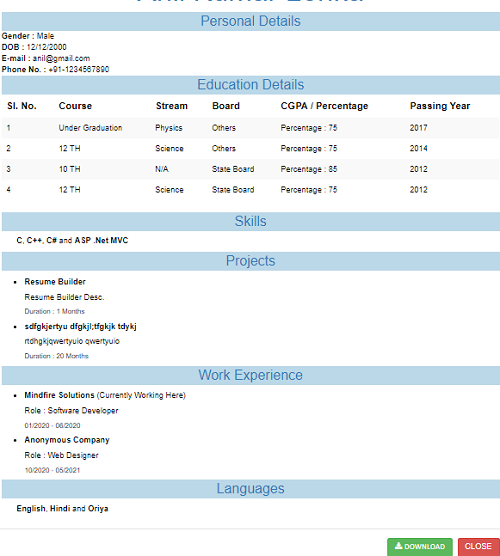 Personal Details
Gender : Male
DOB : 12/12/2000
E-mail : anil@gmail.com
Phone No. : +91-1234567890
Education Details
Sl. No. Course Stream Board CGPA / Percentage Passing Year
1 Under Graduation Physics Others Percentage : 75 2017
2 12 TH Science Others Percentage : 75 2014
3 10 TH N/A State Board Percentage : 85 2012
4 12 TH Science State Board Percentage : 75 2012
Skills
C, C++, C# and ASP .Net MVC
Projects
• Resume Builder
Resume Builder Desc.
Duration : 1 Months
• sdfgkjertyu dfgkjl;tfgkjk tdykj
rtdhgkjqwertyuio qwertyuio
Duration : 20 Months
Work Experience
• Mindfire Solutions (Currently Working Here)
Role : Software Developer
01/2020 - 06/2020
• Anonymous Company
Role : Web Designer
10/2020 - 05/2021
Languages
English, Hindi and Oriya
DOWNLOAD CLOSE